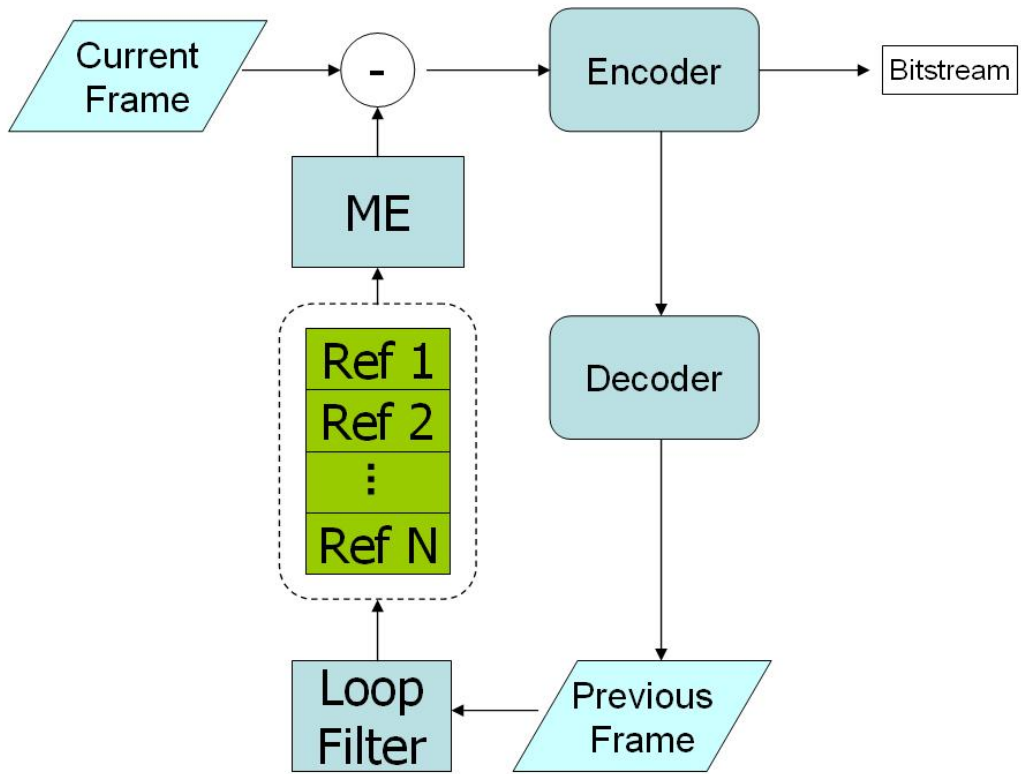 Current
Frame
-
Encoder
Bitstream
ME
Ref 1
Ref 2
⋮
Ref N
Decoder
Loop
Filter
Previous
Frame